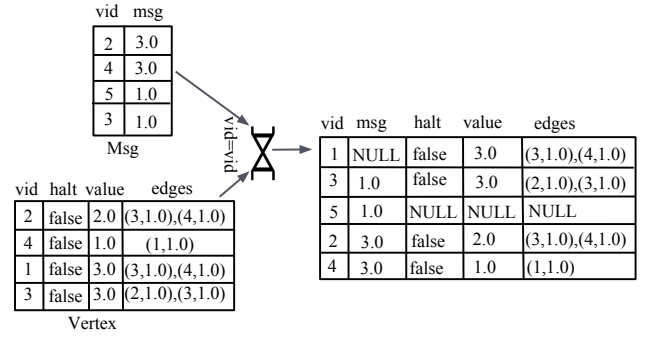 vid msg
2 3.0
4 3.0
5 1.0
3 1.0
Msg
vid=vid
vid halt value edges
2 false 2.0 (3,1.0),(4,1.0)
4 false 1.0 (1,1.0)
1 false 3.0 (3,1.0),(4,1.0)
3 false 3.0 (2,1.0),(3,1.0)
Vertex
vid msg halt value edges
1 NULL false 3.0 (3,1.0),(4,1.0)
3 1.0 false 3.0 (2,1.0),(3,1.0)
5 1.0 NULL NULL NULL
2 3.0 false 2.0 (3,1.0),(4,1.0)
4 3.0 false 1.0 (1,1.0)